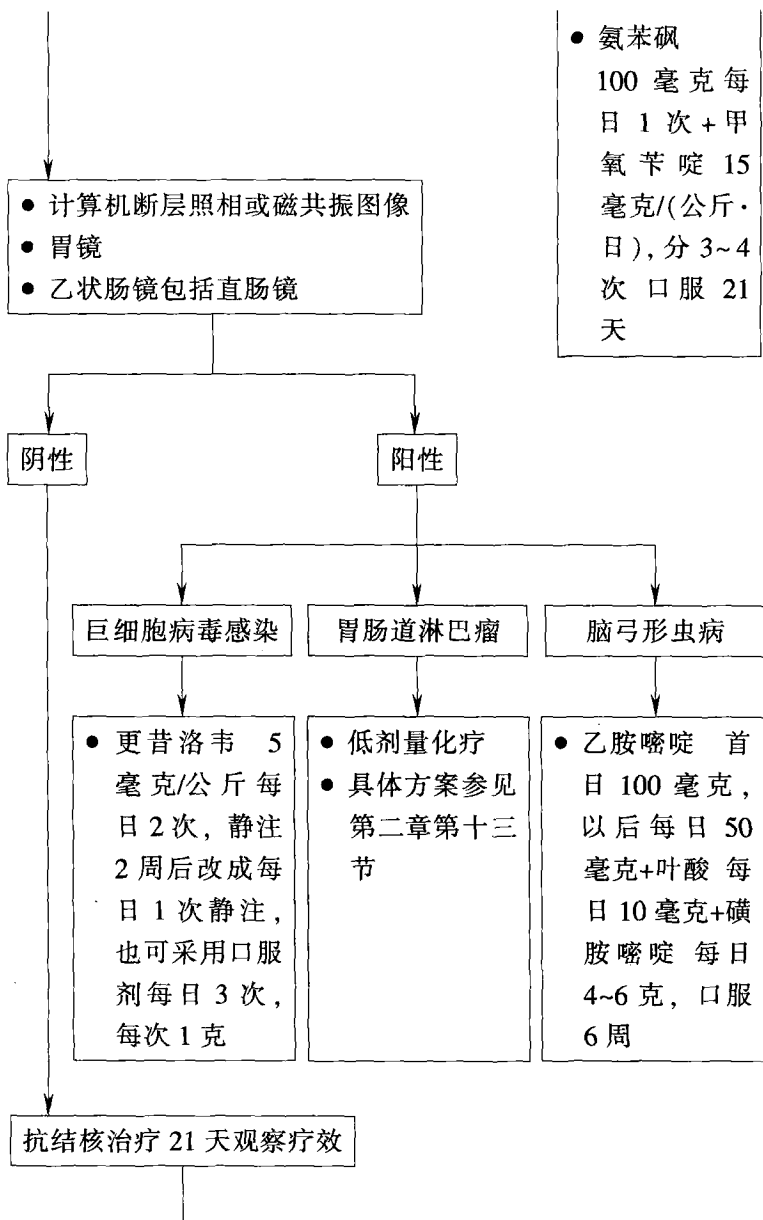 ● 氨苯砜
100 毫克每
日 1 次 + 甲
氧苄啶 15
毫克/(公斤·
日), 分 3~4
次 口服 21
天
● 计算机断层照相或磁共振图像
● 胃镜
● 乙状肠镜包括直肠镜
阴性
阳性
巨细胞病毒感染
胃肠道淋巴瘤
脑弓形虫病
● 更昔洛韦 5
毫克/公斤每
日2次, 静注
2周后改成每
日1次静注,
也可采用口服
剂每日3次,
每次1克
● 低剂量化疗
● 具体方案参见
第二章第十三
节
● 乙胺嘧啶 首
日100毫克,
以后每日50
毫克+叶酸 每
日10毫克+磺
胺嘧啶 每日
4~6克, 口服
6周
抗结核治疗21天观察疗效